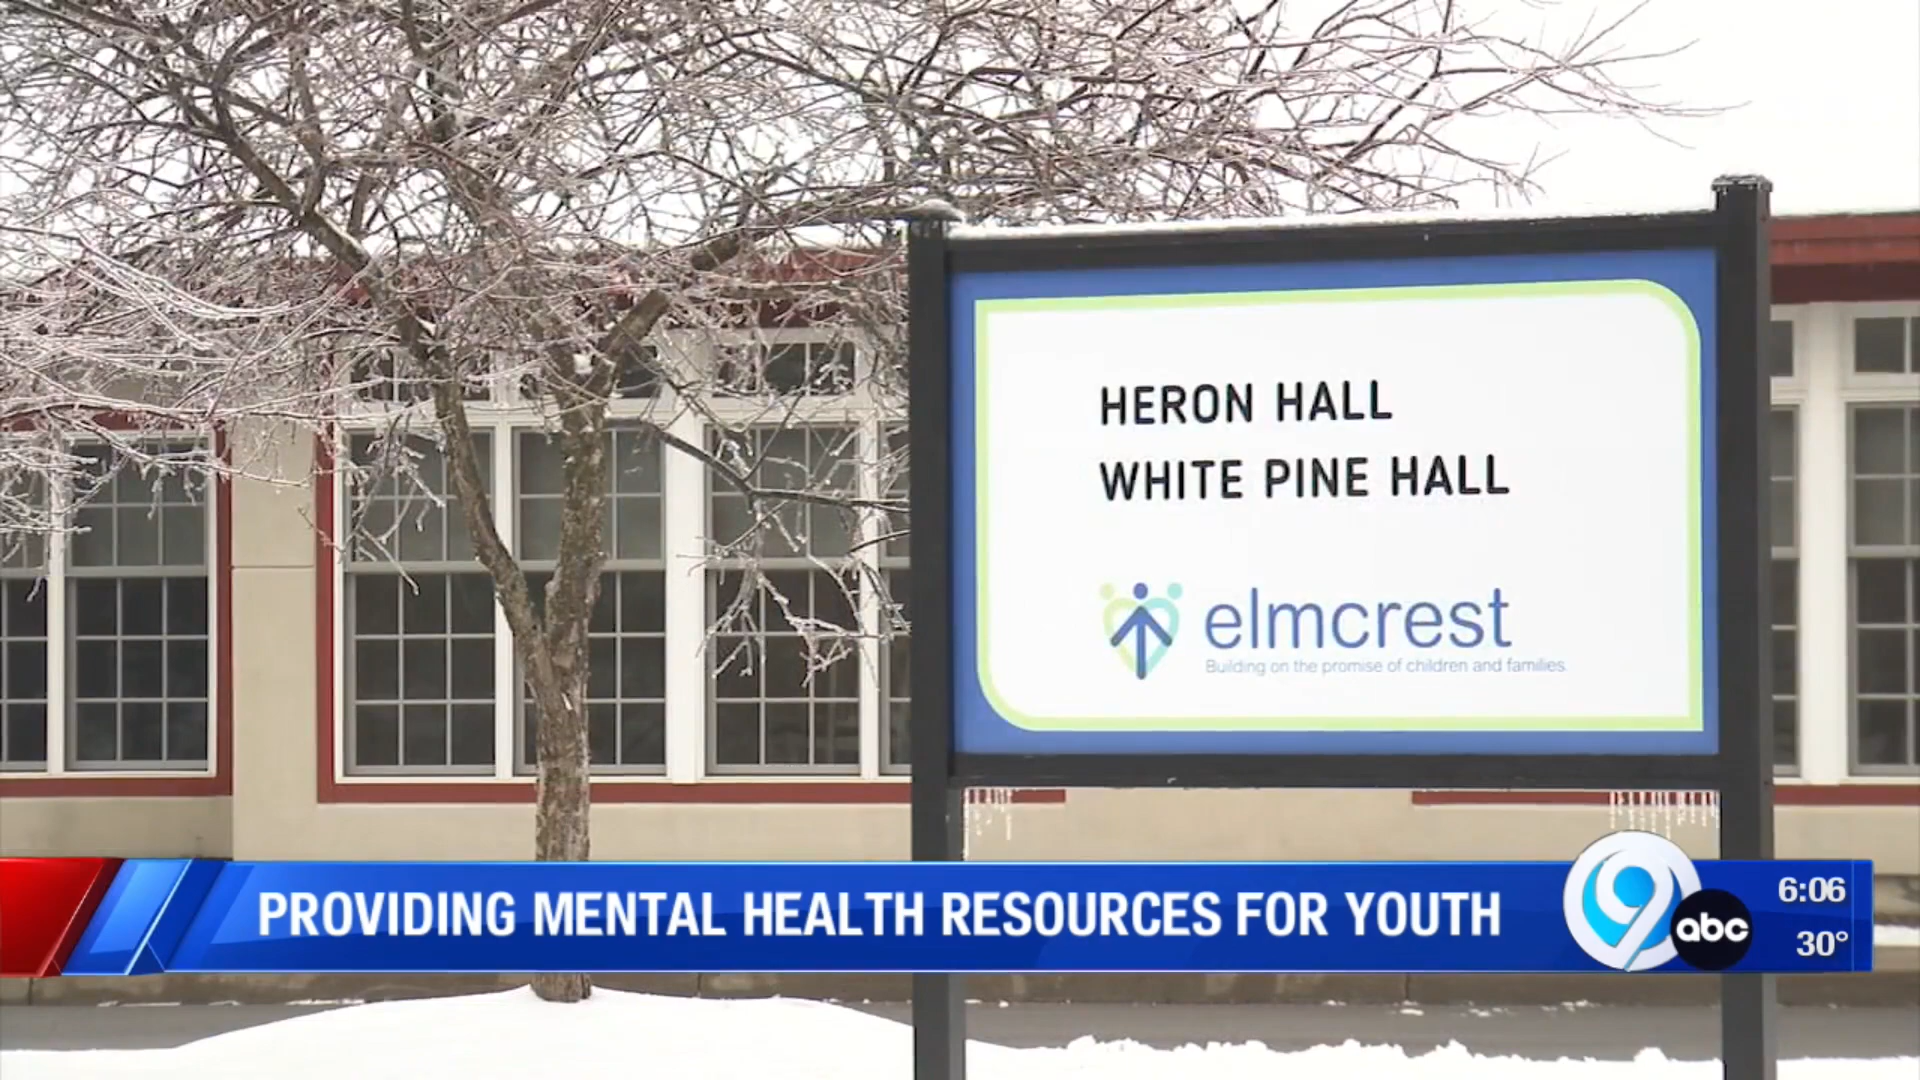 HERON HALL
WHITE PINE HALL
elmcrest
Building on the promise of children and families
PROVIDING MENTAL HEALTH RESOURCES FOR YOUTH
9
abc
6:06
30°